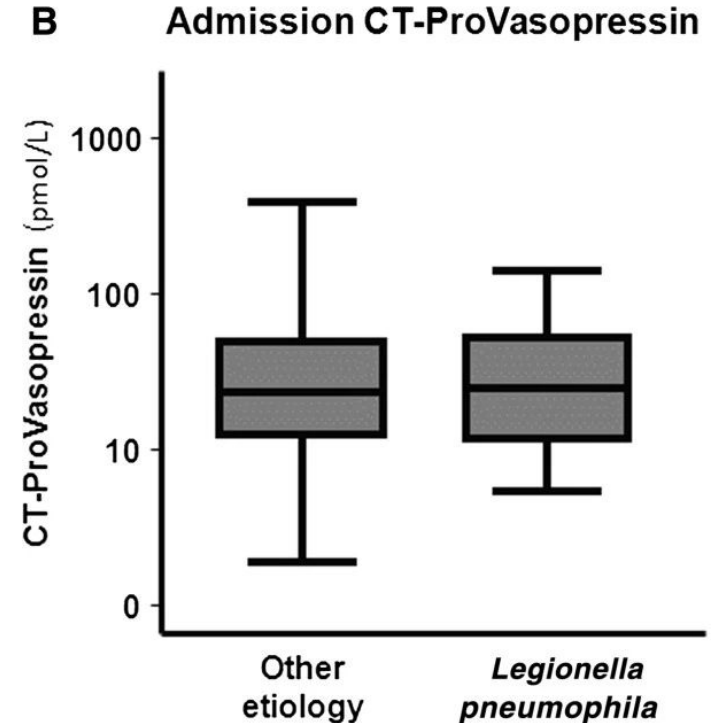 B Admission CT-ProVasopressin
CT-ProVasopressin (pmol/L)
1000
100
10
0
Other
etiology
Legionella
pneumophila